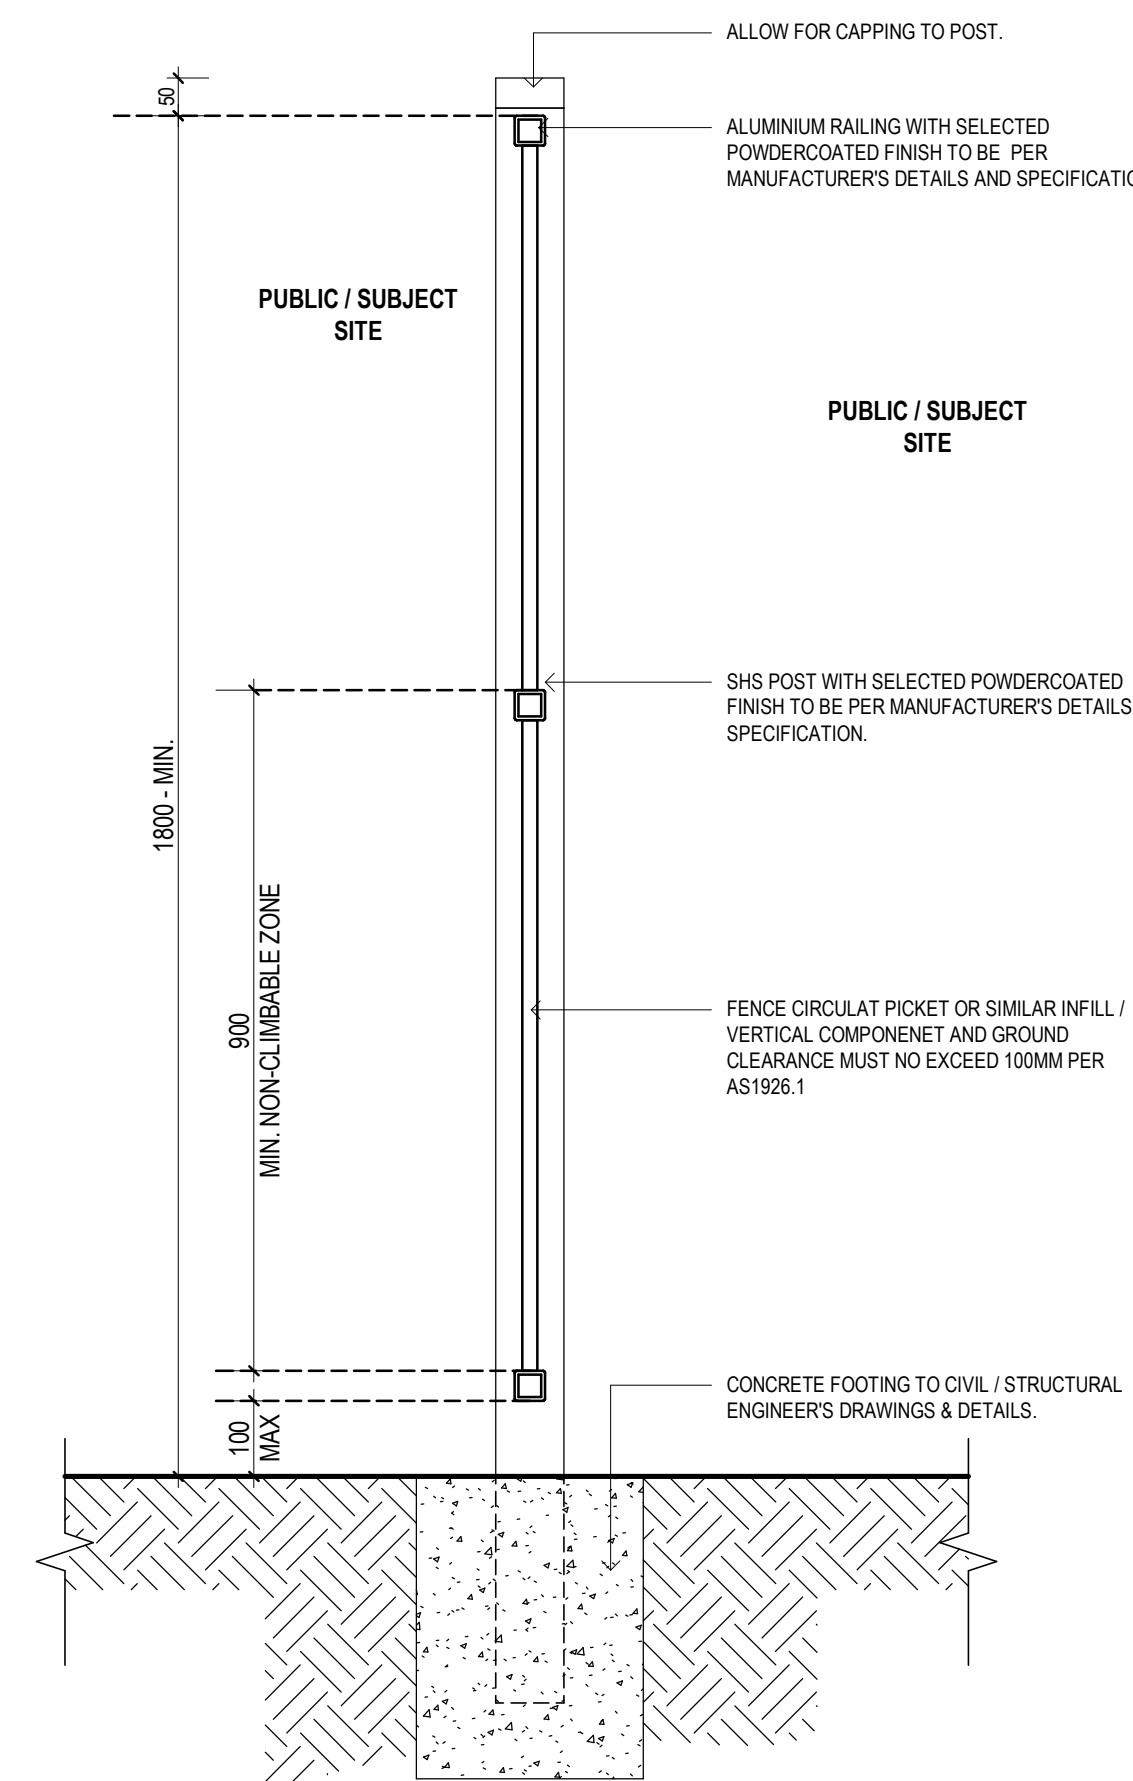 ALLOW FOR CAPPING TO POST.
50
ALUMINIUM RAILING WITH SELECTED
POWDERCOATED FINISH TO BE PER
MANUFACTURER'S DETAILS AND
PUBLIC / SUBJECT
SITE
PUBLIC / SUBJECT
SITE
SHS POST WITH SELECTED POWDERCOATED
FINISH TO BE PER MANUFACTURER'S DETAILS
SPECIFICATION.
1800 - MIN.
900
MIN. NON-CLIMBABLE ZONE
FENCE CIRCULAT PICKET OR SIMILAR INFILL /
VERTICAL COMPONENET AND GROUND
CLEARANCE MUST NO EXCEED 100MM PER
AS1926.1
CONCRETE FOOTING TO CIVIL / STRUCTURAL
ENGINEER'S DRAWINGS & DETAILS.
100
MAX